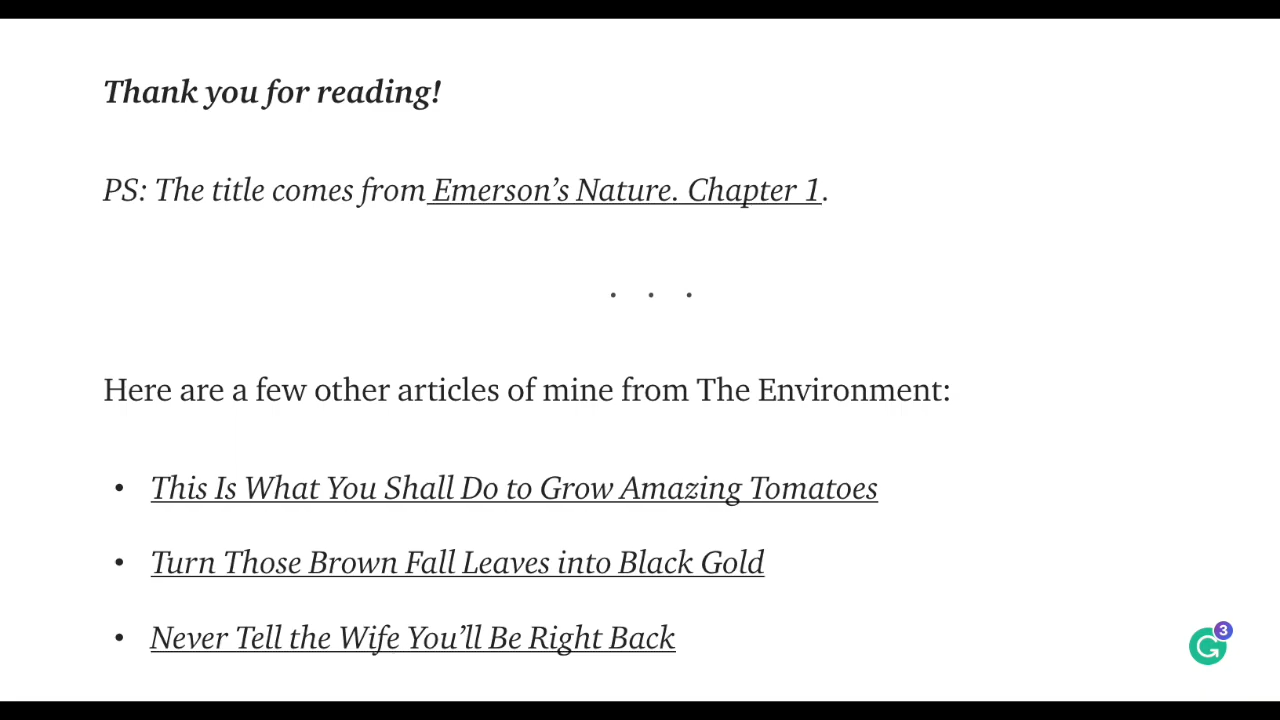 Thank you for reading!
PS: The title comes from Emerson’s Nature. Chapter 1.
. . .
Here are a few other articles of mine from The Environment:
• This Is What You Shall Do to Grow Amazing Tomatoes
• Turn Those Brown Fall Leaves into Black Gold
• Never Tell the Wife You’ll Be Right Back
3